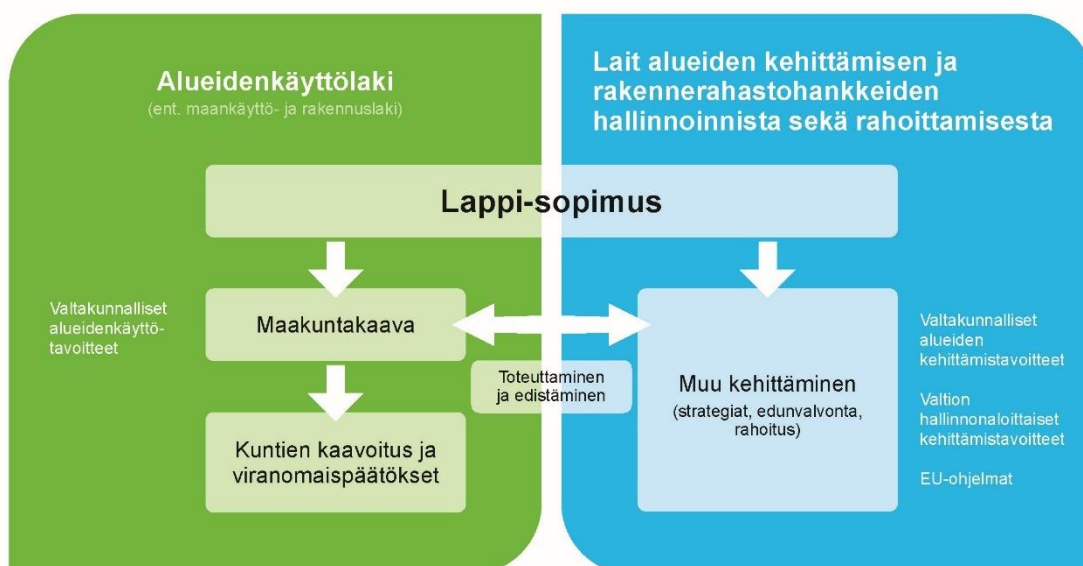 Alueidenkäyttölaki
(ent. maankäyttö- ja rakennuslaki)
Lait alueiden kehittämisen ja
rakennerahastohankkeiden
hallinnoinnista sekä rahoittamisesta
Lappi-sopimus
Valtakunnalliset
alueidenkäyttö-
tavoitteet
Maakuntakaava
Toteuttaminen
ja edistäminen
Kuntien kaavoitus ja
viranomaispäätökset
Muu kehittäminen
(strategiat, edunvalvonta,
rahoitus)
Valtakunnalliset
alueiden
kehittämistavoitteet
Valtion
hallinnonaloittaiset
kehittämistavoitteet
EU-ohjelmat